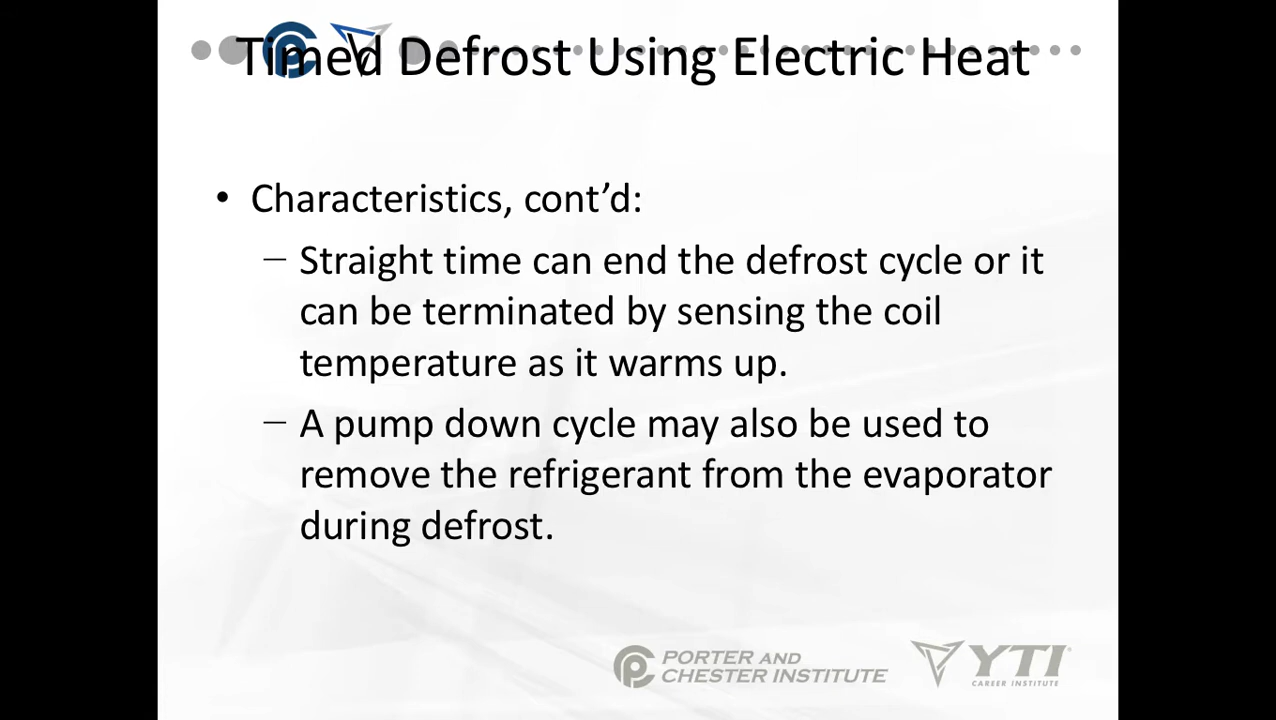 Timed Defrost Using Electric Heat
• Characteristics, cont’d:
– Straight time can end the defrost cycle or it
can be terminated by sensing the coil
temperature as it warms up.
– A pump down cycle may also be used to
remove the refrigerant from the evaporator
during defrost.
PORTER AND
CHESTER INSTITUTE
YTI
CAREER INSTITUTE